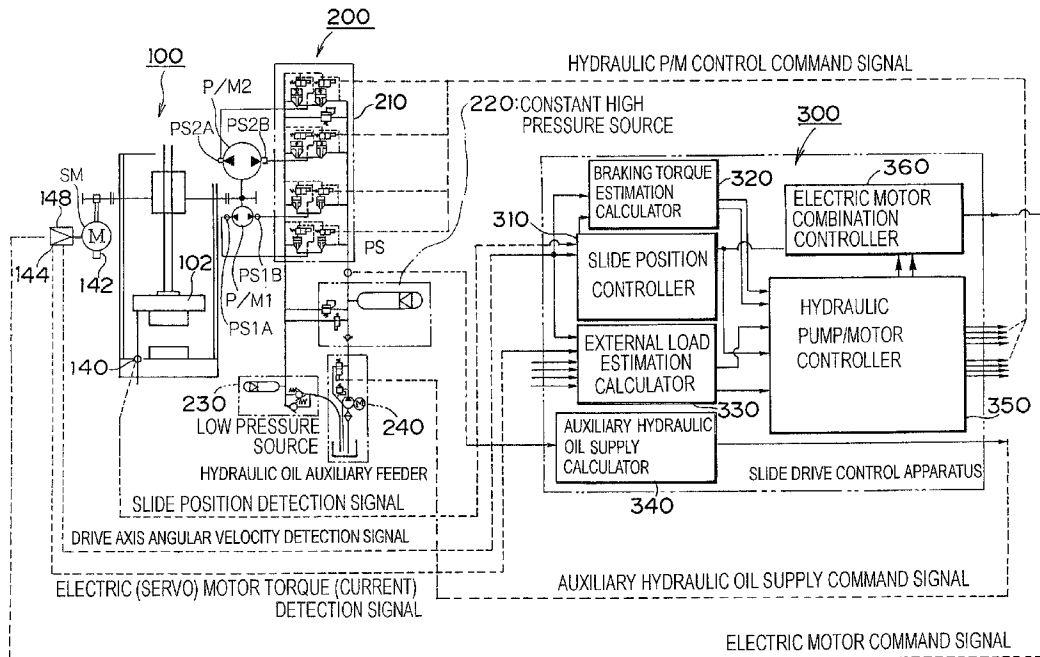 200
HYDRAULIC P/M CONTROL COMMAND SIGNAL
100
P/M2
210
220:CONSTANT HIGH
PRESSURE SOURCE
PS2A
PS2B
300
SM
148
M
144
142
102
PS
PS1B
P/M1
PS1A
140
BRAKING TORQUE
ESTIMATION
CALCULATOR
320
360
ELECTRIC MOTOR
COMBINATION
CONTROLLER
310
SLIDE POSITION
CONTROLLER
HYDRAULIC
PUMP/MOTOR
CONTROLLER
EXTERNAL LOAD
ESTIMATION
CALCULATOR
330
350
230
LOW PRESSURE
SOURCE
M
240
HYDRAULIC OIL AUXILIARY FEEDER
AUXILIARY HYDRAULIC
OIL SUPPLY
CALCULATOR
340
SLIDE DRIVE CONTROL APPARATUS
SLIDE POSITION DETECTION SIGNAL
DRIVE AXIS ANGULAR VELOCITY DETECTION SIGNAL
ELECTRIC (SERVO) MOTOR TORQUE (CURRENT)
DETECTION SIGNAL
AUXILIARY HYDRAULIC OIL SUPPLY COMMAND SIGNAL
ELECTRIC MOTOR COMMAND SIGNAL